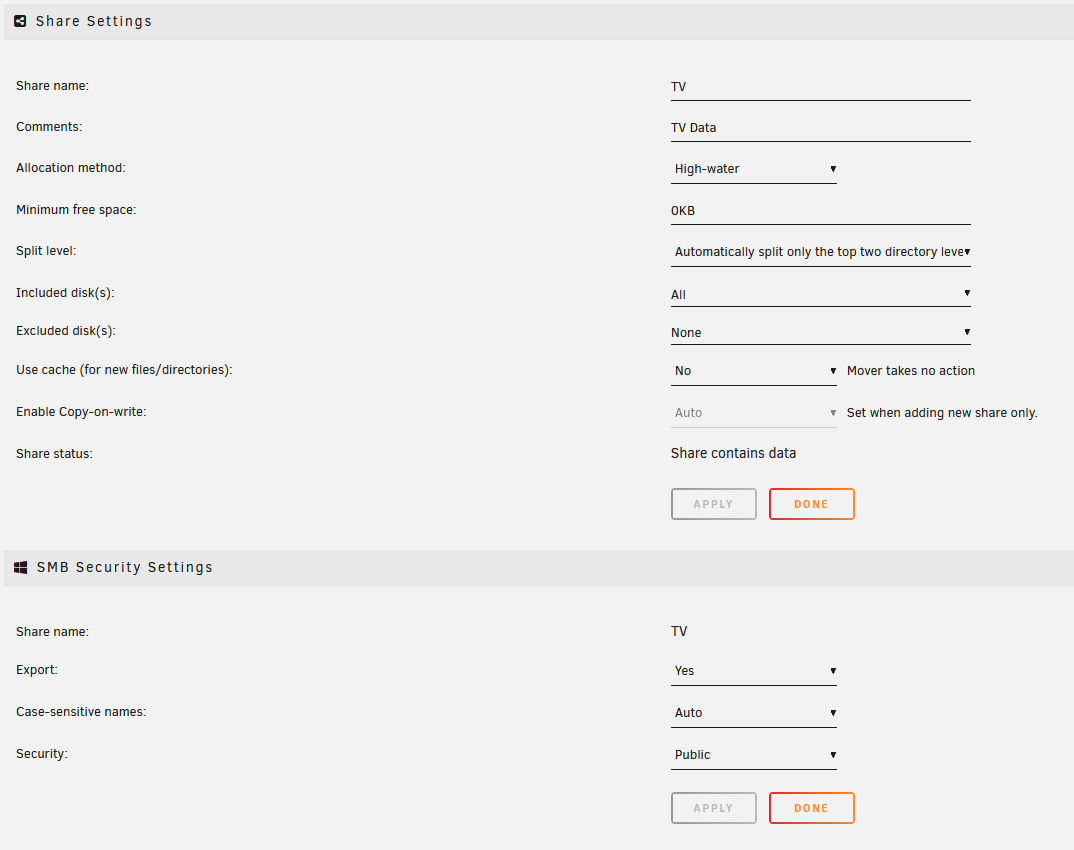 Share Settings
Share name: TV
Comments: TV Data
Allocation method: High-water
Minimum free space: 0KB
Split level: Automatically split only the top two directory leve
Included disk(s): All
Excluded disk(s): None
Use cache (for new files/directories): No Mover takes no action
Enable Copy-on-write: Auto Set when adding new share only.
Share status: Share contains data
APPLY DONE
SMB Security Settings
Share name: TV
Export: Yes
Case-sensitive names: Auto
Security: Public
APPLY DONE